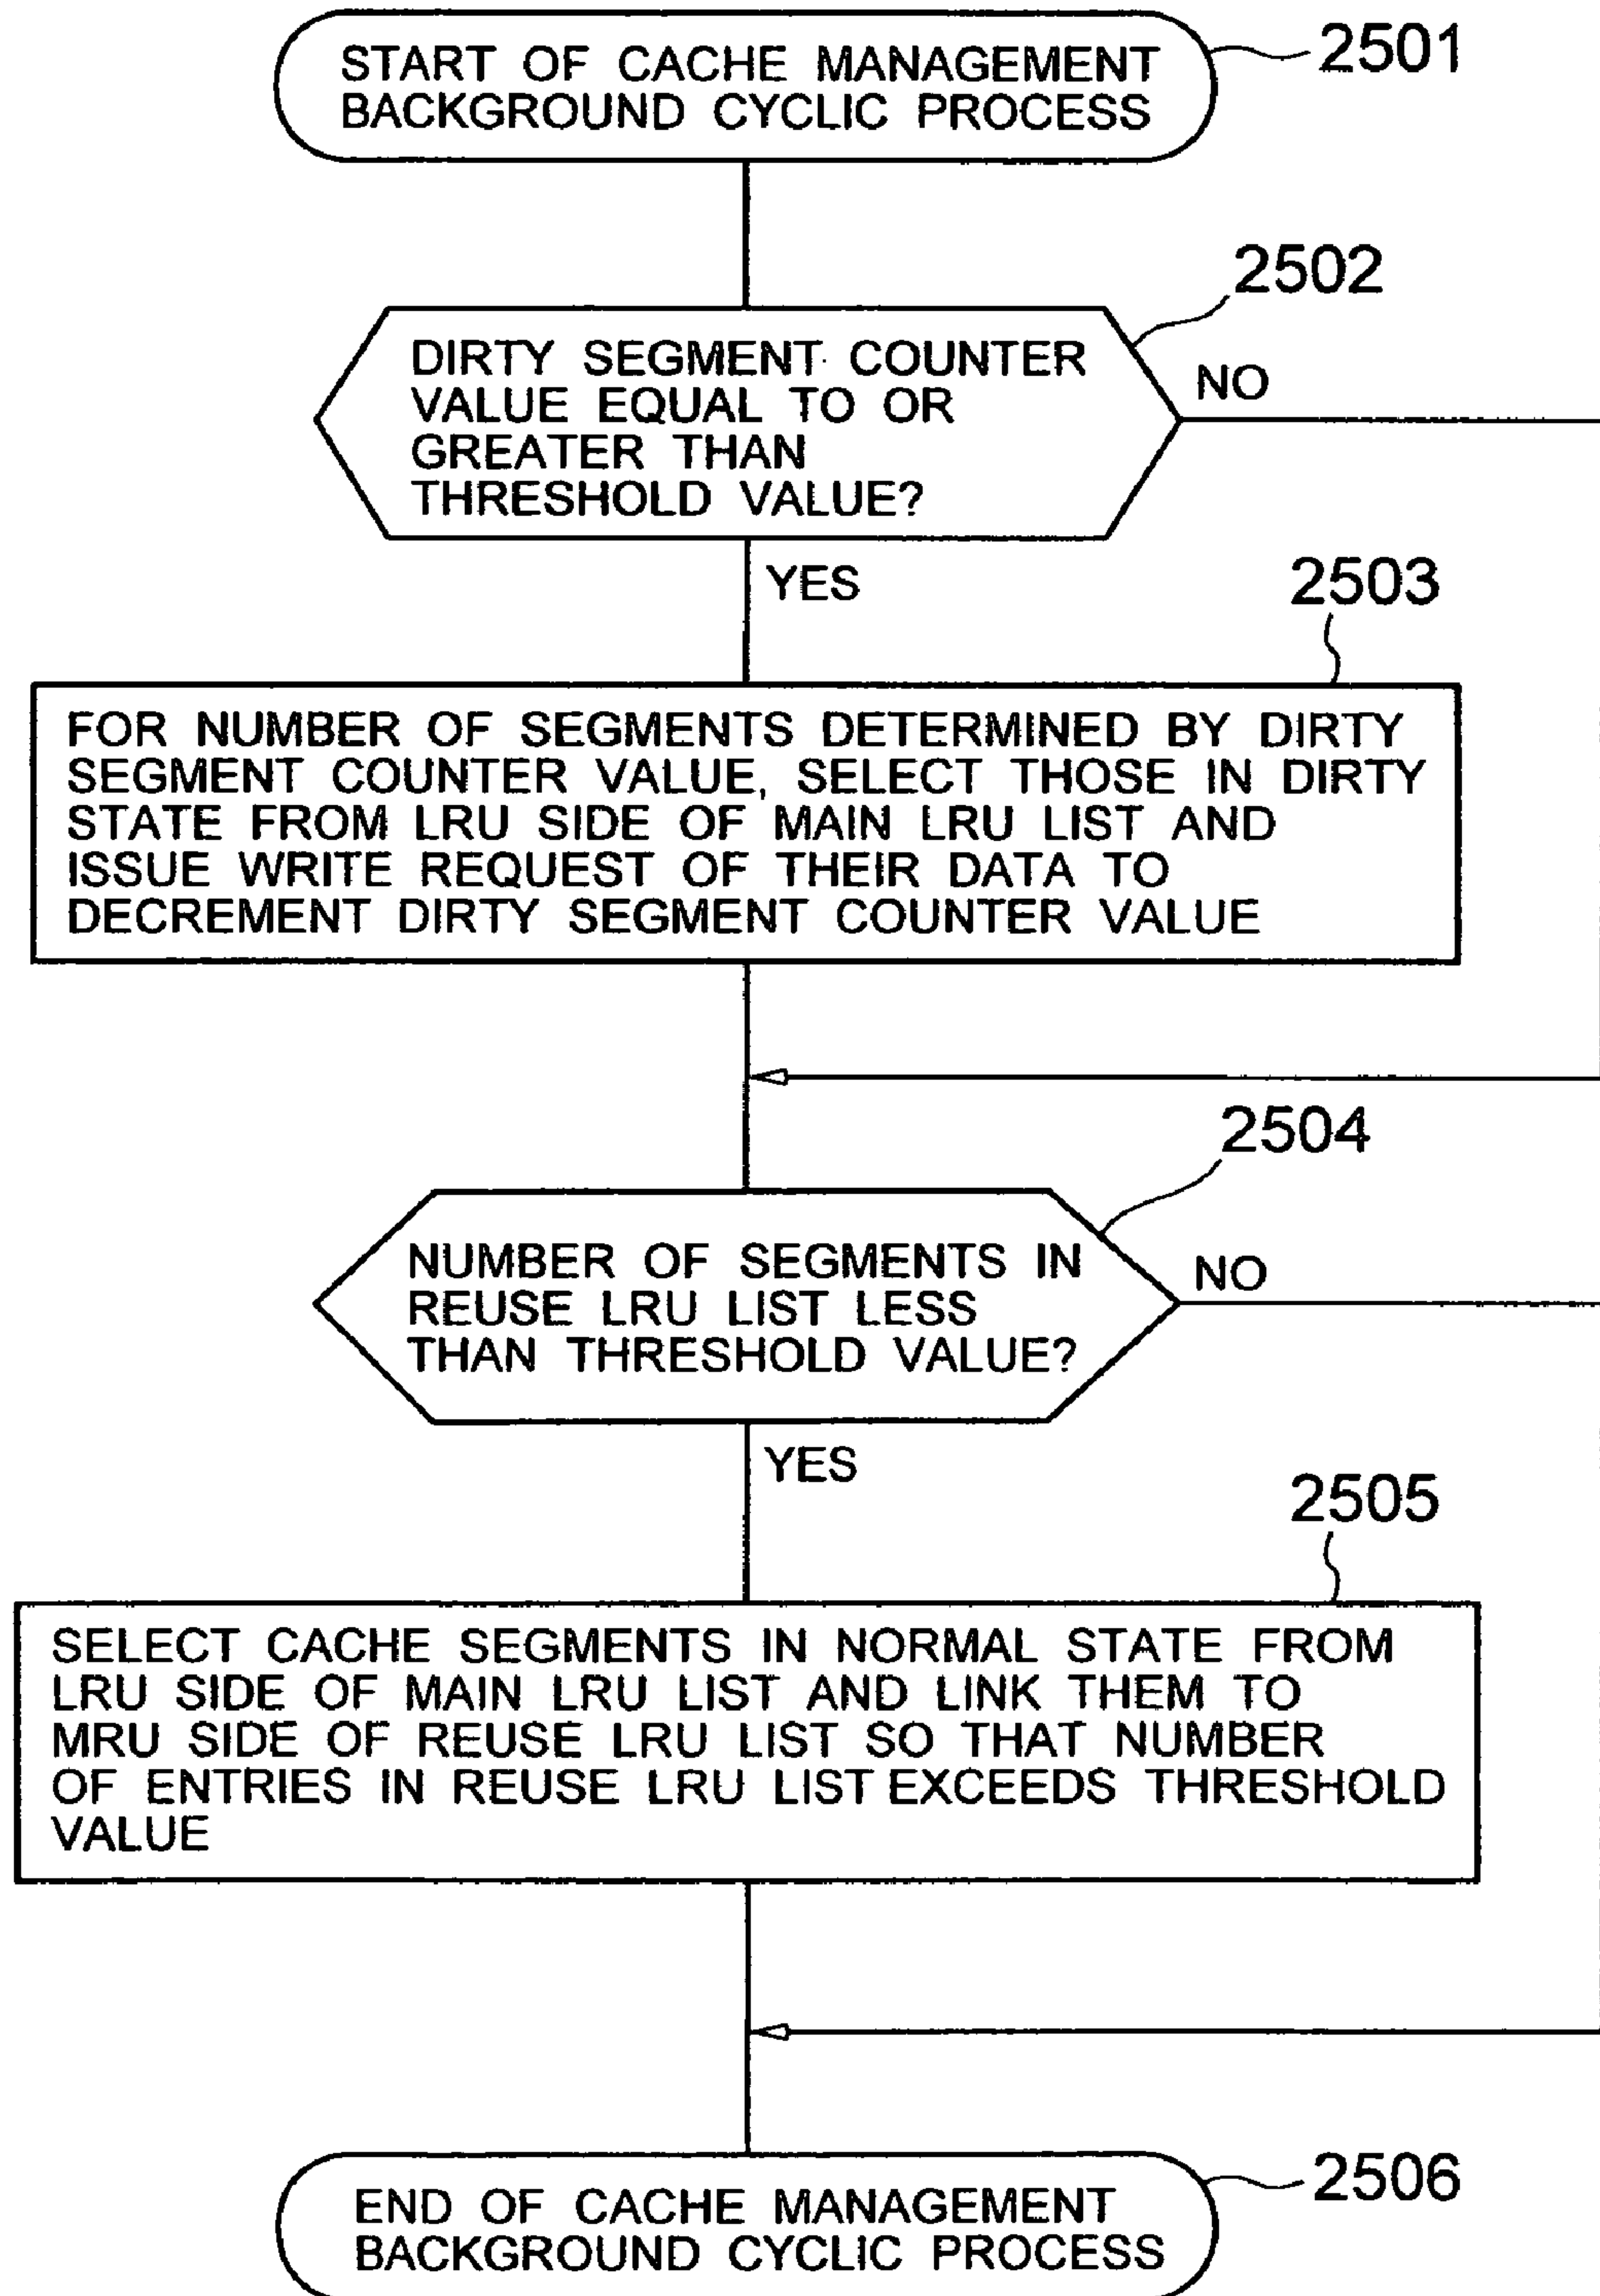 START OF CACHE MANAGEMENT
BACKGROUND CYCLIC PROCESS
2501
2502
DIRTY SEGMENT COUNTER
VALUE EQUAL TO OR
GREATER THAN
THRESHOLD VALUE?
NO
YES
2503
FOR NUMBER OF SEGMENTS DETERMINED BY DIRTY
SEGMENT COUNTER VALUE, SELECT THOSE IN DIRTY
STATE FROM LRU SIDE OF MAIN LRU LIST AND
ISSUE WRITE REQUEST OF THEIR DATA TO
DECREMENT DIRTY SEGMENT COUNTER VALUE
2504
NUMBER OF SEGMENTS IN
REUSE LRU LIST LESS
THAN THRESHOLD VALUE?
NO
YES
2505
SELECT CACHE SEGMENTS IN NORMAL STATE FROM
LRU SIDE OF MAIN LRU LIST AND LINK THEM TO
MRU SIDE OF REUSE LRU LIST SO THAT NUMBER
OF ENTRIES IN REUSE LRU LIST EXCEEDS THRESHOLD
VALUE
2506
END OF CACHE MANAGEMENT
BACKGROUND CYCLIC PROCESS